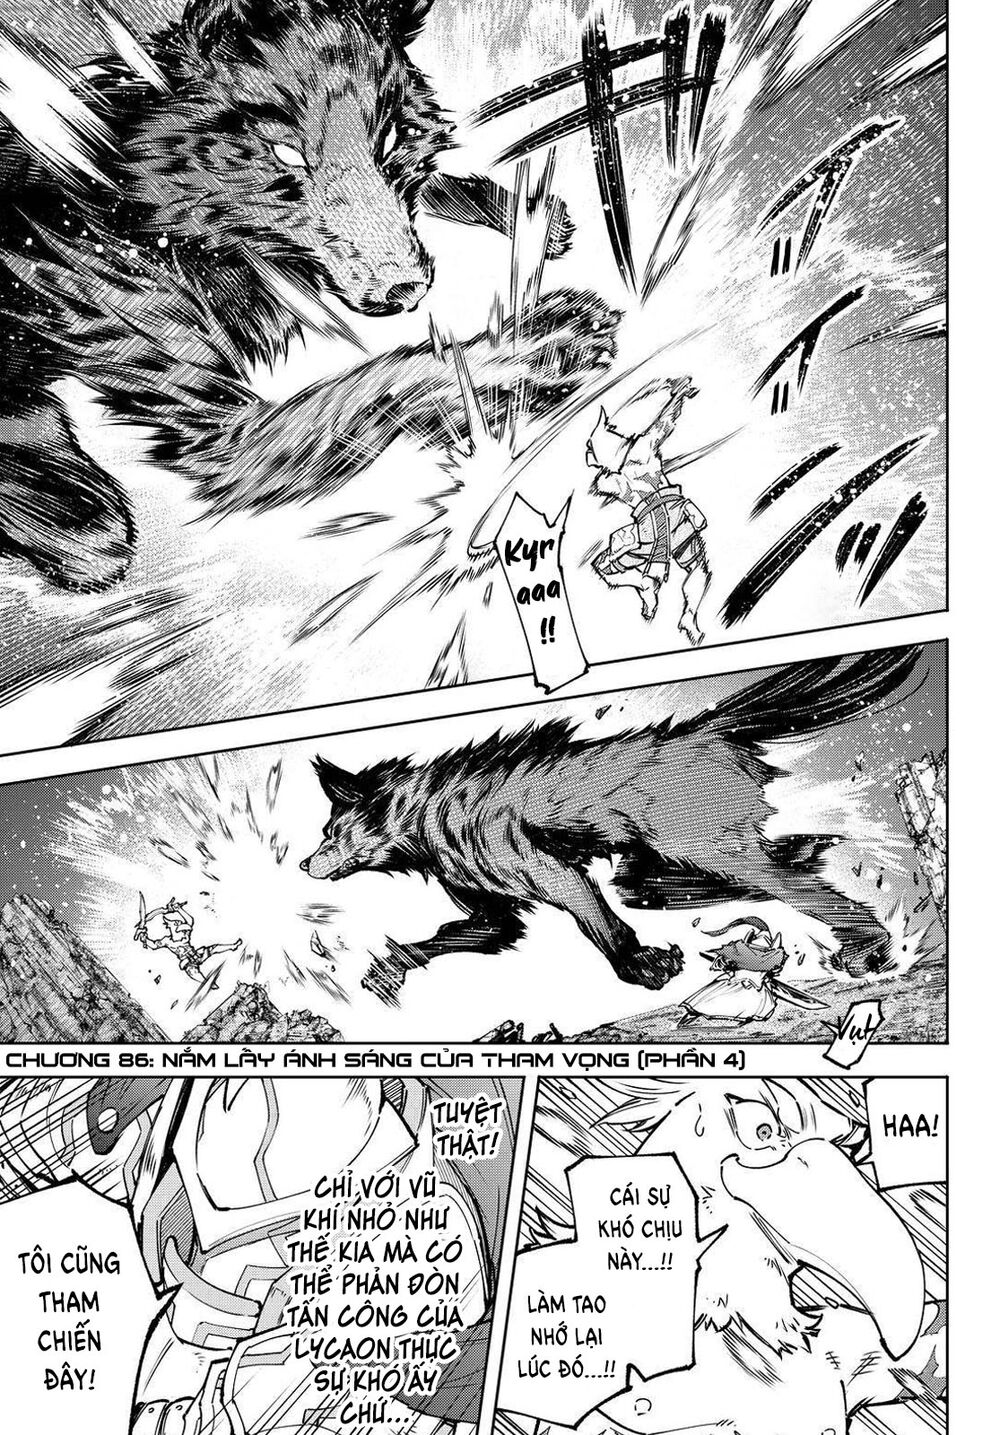 Kyr
aaa
!!
Vụt
CHƯƠNG 86: NẮM LẤY ÁNH SÁNG CỦA THAM VỌNG (PHẦN 4)
HAA!
CÁI SỰ
KHÓ CHỊU
NÀY...!!
LÀM TAO
NHỚ LẠI
LÚC ĐÓ...!!
TUYỆT
THẬT!
CHỈ VỚI VŨ
KHÍ NHỎ NHƯ
THẾ KIA MÀ CÓ
THỂ PHẢN ĐÒN
TẤN CÔNG CỦA
LYCAON THỰC
SỰ KHÓ ẤY
CHỨ...
TÔI CŨNG
THAM
CHIẾN
ĐÂY!